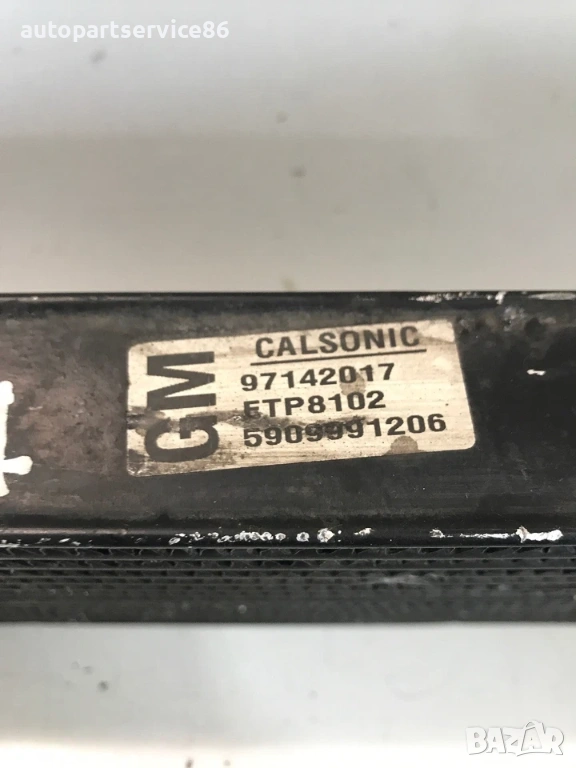 autopartservice86
GM
CALSONIC
97142017
ETP8102
5909991206
BAZAR